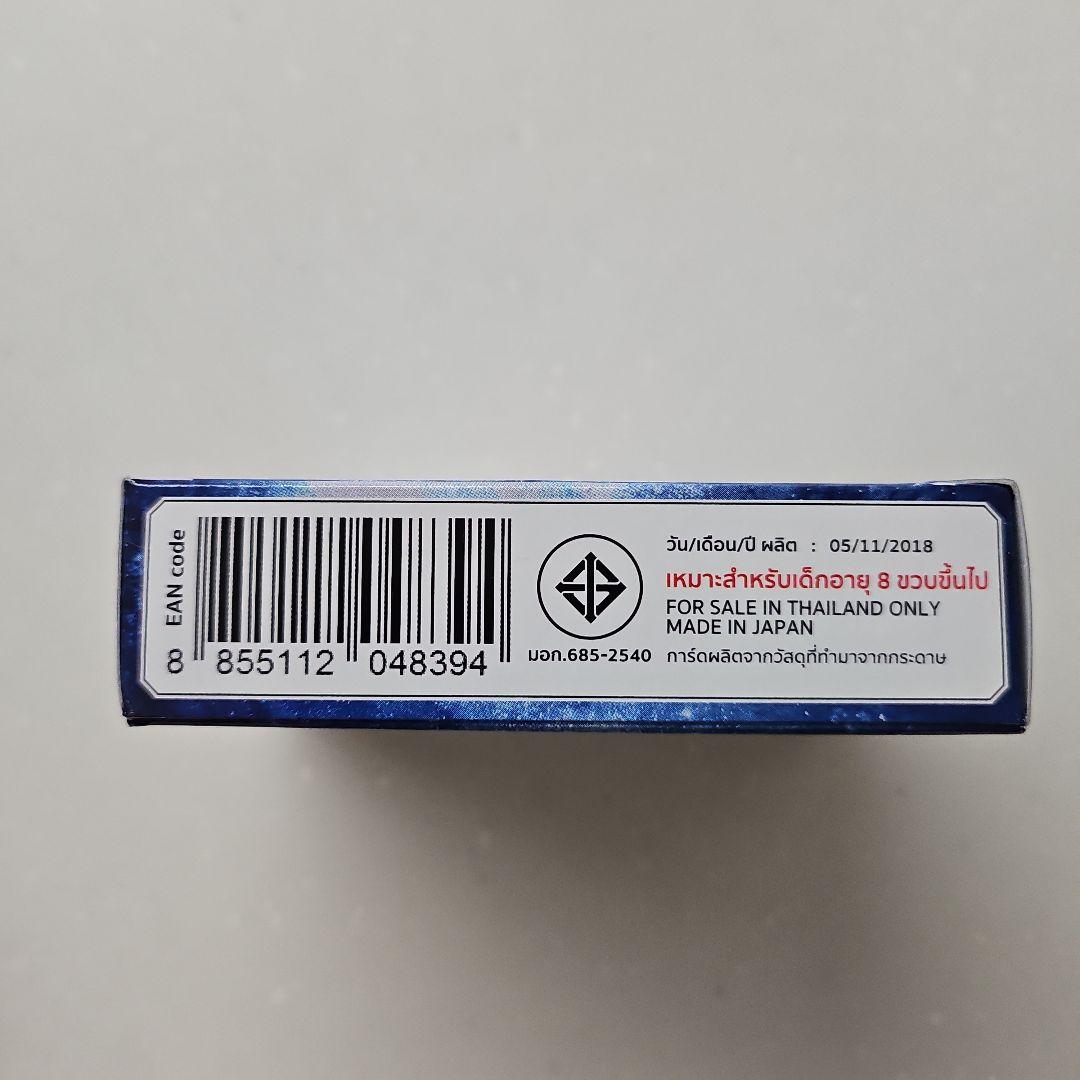 EAN code
8 855112 048394
มอก.685-2540
วัน/เดือน/ปี ผลิต : 05/11/2018
เหมาะสำหรับเด็กอายุ 8 ขวบขึ้นไป
FOR SALE IN THAILAND ONLY
MADE IN JAPAN
การ์ดผลิตจากวัสดุที่ทำมาจากกระดาษ